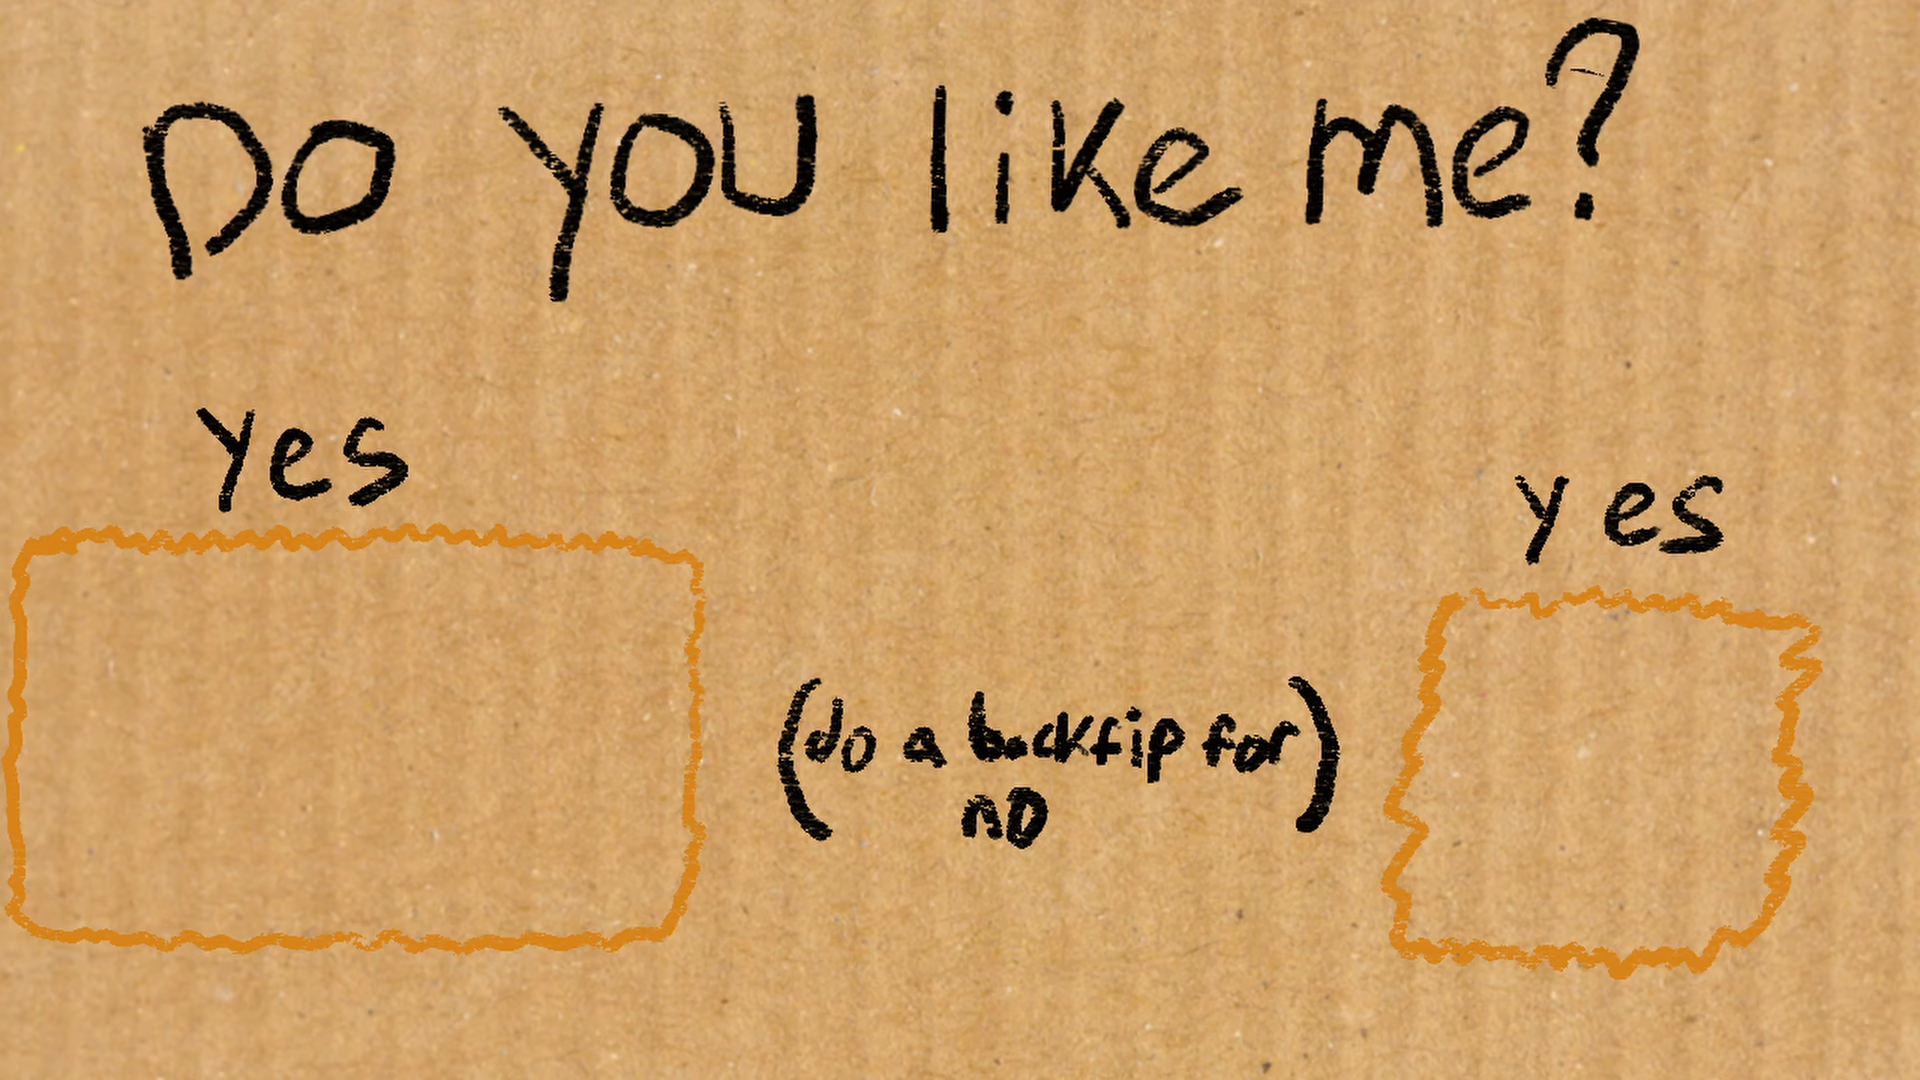 Do you like me?
yes
yes
(do a backfip for)
no